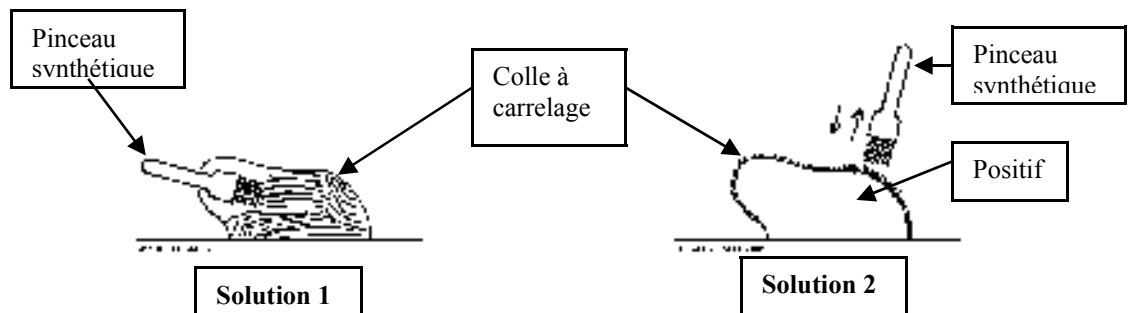 Pinceau
synthétique
Colle à
carrelage
Pinceau
synthétique
Positif
Solution 1
Solution 2